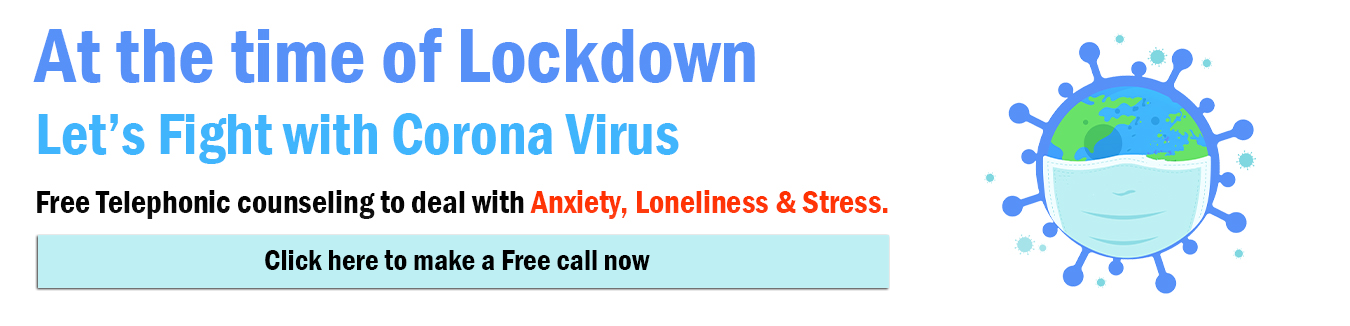 At the time of Lockdown
Let’s Fight with Corona Virus
Free Telephonic counseling to deal with Anxiety, Loneliness & Stress.
Click here to make a Free call now